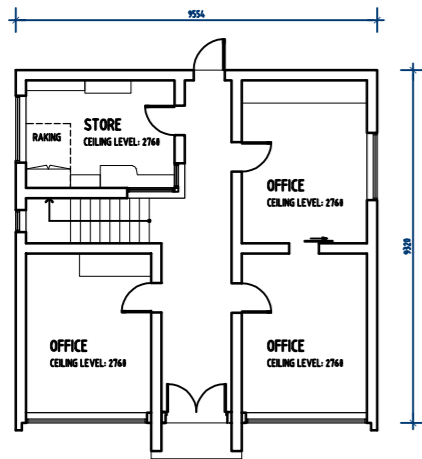 9554
STORE
CEILING LEVEL: 2760
RAKING
OFFICE
CEILING LEVEL: 2760
9320
OFFICE
CEILING LEVEL: 2760
OFFICE
CEILING LEVEL: 2760